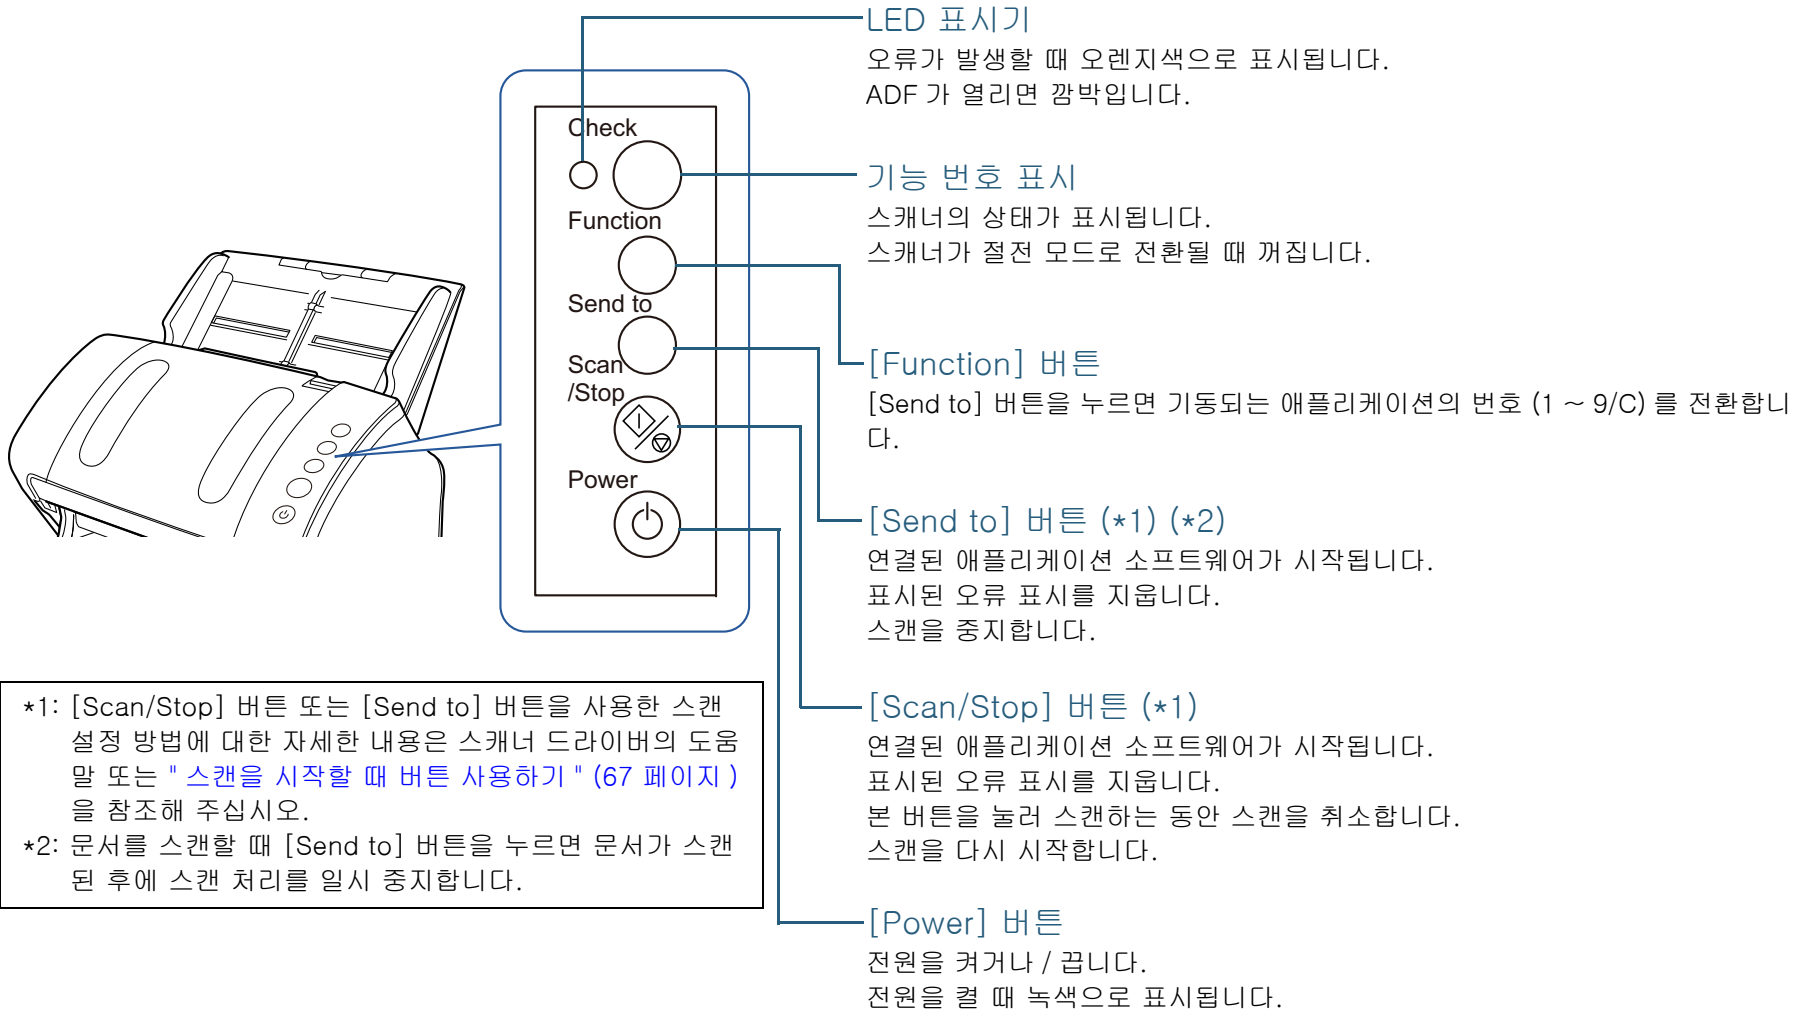 LED 표시기
오류가 발생할 때 오렌지색으로 표시됩니다.
ADF 가 열리면 깜박입니다.
Check
기능 번호 표시
스캐너의 상태가 표시됩니다.
스캐너가 절전 모드로 전환될 때 꺼집니다.
Function
Send to
[Function] 버튼
[Send to] 버튼을 누르면 기동되는 애플리케이션의 번호 (1 ~ 9/C) 를 전환합니
다.
Scan
/Stop
Power
[Send to] 버튼 (*1) (*2)
연결된 애플리케이션 소프트웨어가 시작됩니다.
표시된 오류 표시를 지웁니다.
스캔을 중지합니다.
[Scan/Stop] 버튼 (*1)
연결된 애플리케이션 소프트웨어가 시작됩니다.
표시된 오류 표시를 지웁니다.
본 버튼을 눌러 스캔하는 동안 스캔을 취소합니다.
스캔을 다시 시작합니다.
*1: [Scan/Stop] 버튼 또는 [Send to] 버튼을 사용한 스캔
설정 방법에 대한 자세한 내용은 스캐너 드라이버의 도움
말 또는 " 스캔을 시작할 때 버튼 사용하기 " (67 페이지 )
을 참조해 주십시오.
*2: 문서를 스캔할 때 [Send to] 버튼을 누르면 문서가 스캔
된 후에 스캔 처리를 일시 중지합니다.
[Power] 버튼
전원을 켜거나 / 끕니다.
전원을 켤 때 녹색으로 표시됩니다.